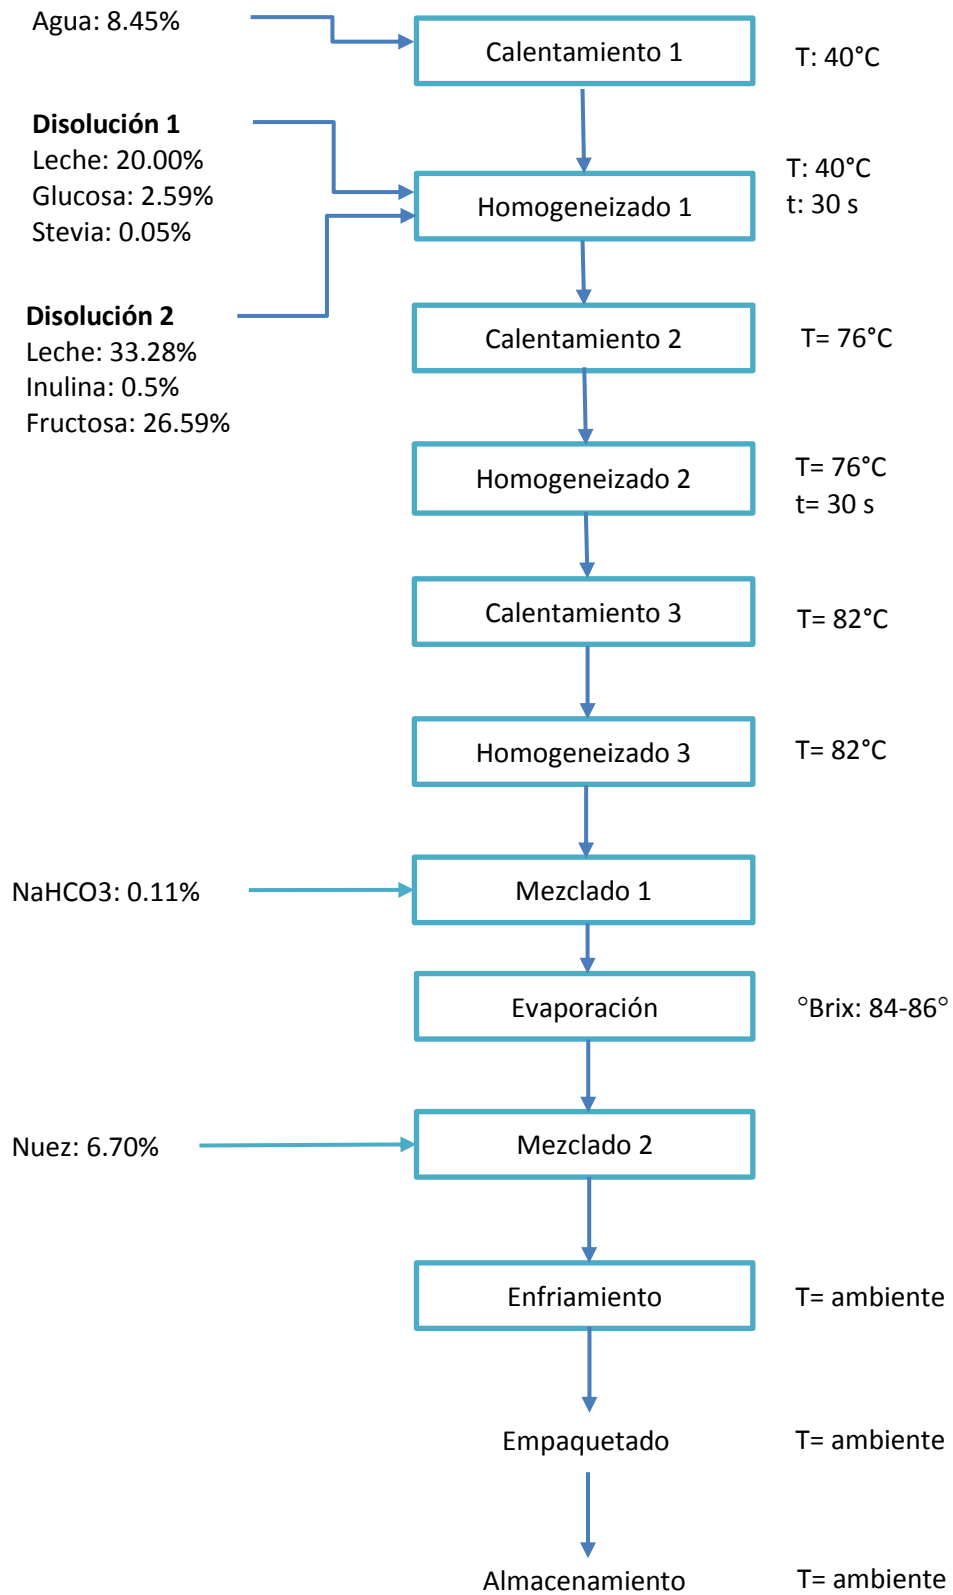 Agua: 8.45%
Calentamiento 1
T: 40°C
Disolución 1
Leche: 20.00%
Glucosa: 2.59%
Stevia: 0.05%
Homogeneizado 1
T: 40°C
t: 30 s
Disolución 2
Leche: 33.28%
Inulina: 0.5%
Fructosa: 26.59%
Calentamiento 2
T= 76°C
Homogeneizado 2
T= 76°C
t= 30 s
Calentamiento 3
T= 82°C
Homogeneizado 3
T= 82°C
NaHCO3: 0.11%
Mezclado 1
Evaporación
°Brix: 84-86°
Nuez: 6.70%
Mezclado 2
Enfriamiento
T= ambiente
Empaquetado
T= ambiente
Almacenamiento
T= ambiente